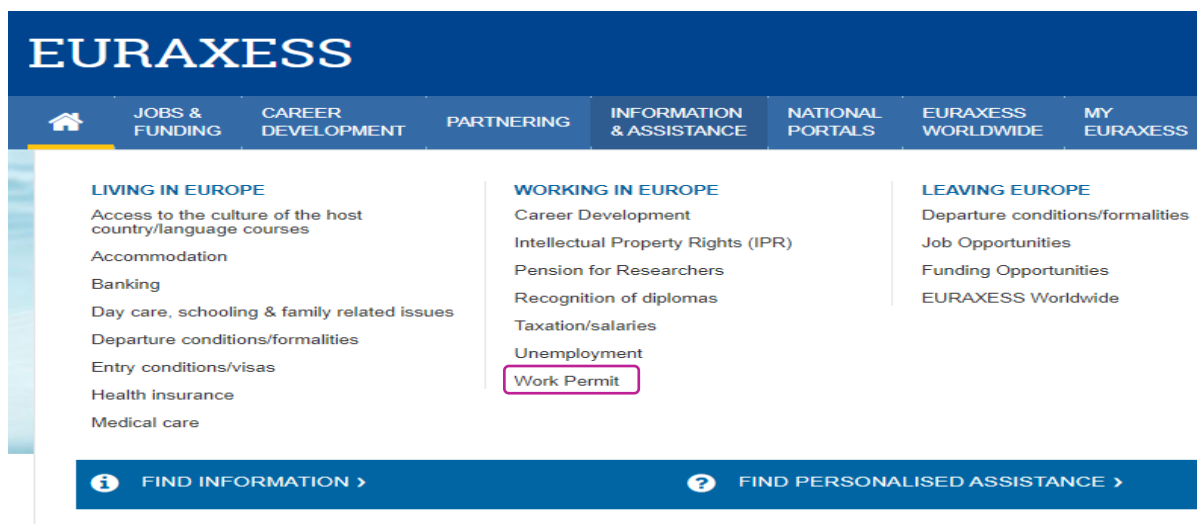 EURAXESS
JOBS &
FUNDING
CAREER
DEVELOPMENT
PARTNERING
INFORMATION
& ASSISTANCE
NATIONAL
PORTALS
EURAXESS
WORLDWIDE
MY
EURAXESS
LIVING IN EUROPE
Access to the culture of the host
country/language courses
Accommodation
Banking
Day care, schooling & family related issues
Departure conditions/formalities
Entry conditions/visas
Health insurance
Medical care
WORKING IN EUROPE
Career Development
Intellectual Property Rights (IPR)
Pension for Researchers
Recognition of diplomas
Taxation/salaries
Unemployment
Work Permit
LEAVING EUROPE
Departure conditions/formalities
Job Opportunities
Funding Opportunities
EURAXESS Worldwide
FIND INFORMATION >
FIND PERSONALISED ASSISTANCE >